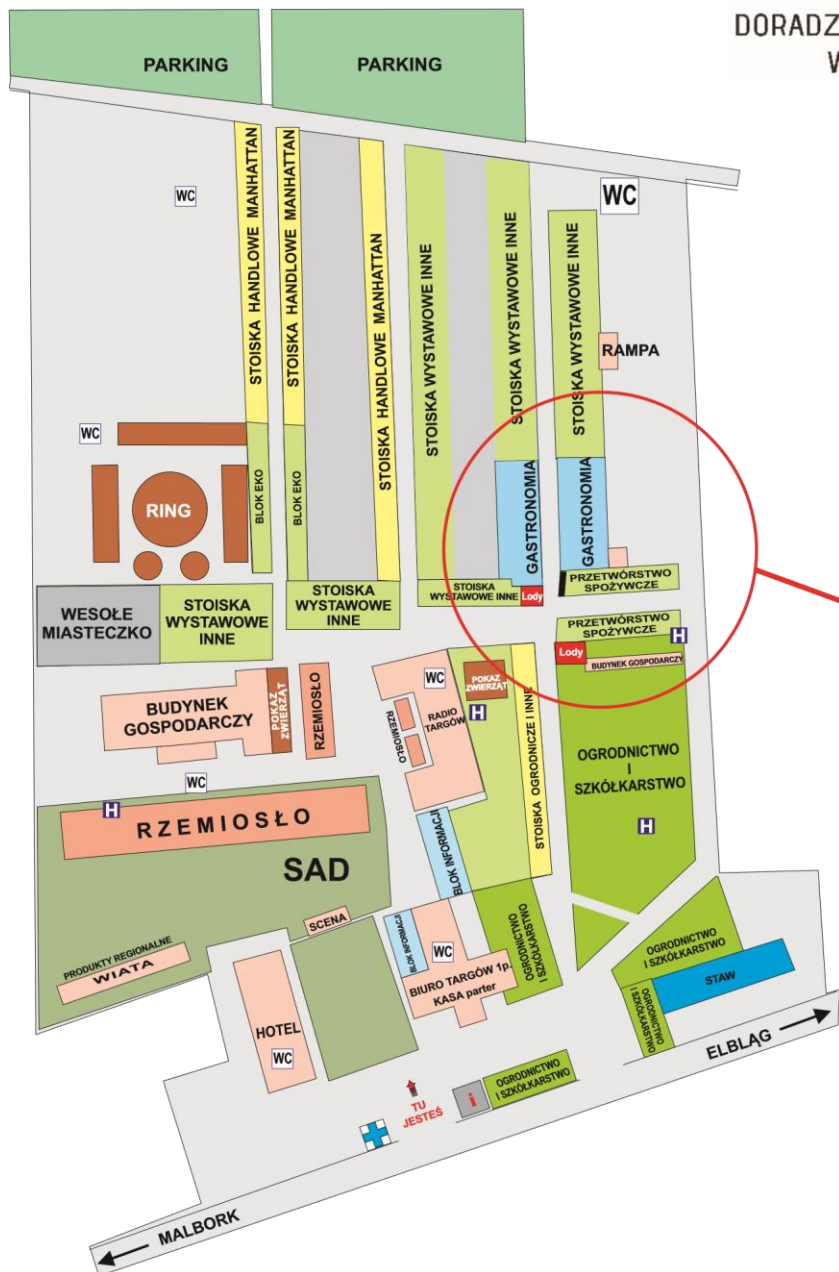 DORADZ
W
PARKING
PARKING
WC
WC
STOISKA HANDLOWE MANHATTAN
STOISKA HANDLOWE MANHATTAN
STOISKA HANDLOWE MANHATTAN
STOISKA WYSTAWOWE INNE
STOISKA WYSTAWOWE INNE
STOISKA WYSTAWOWE INNE
RAMPA
WC
RING
BLOK EKO
BLOK EKO
GASTRONOMIA
GASTRONOMIA
PRZETWÓRSTWO
SPOŻYWCZE
WESOŁE
MIASTECZKO
STOISKA
WYSTAWOWE
INNE
STOISKA
WYSTAWOWE
INNE
STOISKA
WYSTAWOWE INNE
Lody
PRZETWÓRSTWO
SPOŻYWCZE
H
Lody
BUDYNEK GOSPODARCZY
BUDYNEK
GOSPODARCZY
POKAZ
ZWIERZĄT
RZEMIOSŁO
WC
RZEMIOSŁO
RADIO
TARGÓW
POKAZ
ZWIERZĄT
H
STOISKA OGRODNICZE I INNE
OGRODNICTWO
I
SZKÓŁKARSTWO
H
WC
H
RZEMIOSŁO
SAD
BLOK INFORMACJI
SCENA
PRODUKTY REGIONALNE
WIATA
BLOK INFORMACJI
WC
BIURO TARGÓW 1p.
KASA parter
OGRODNICTWO
I SZKÓŁKARSTWO
OGRODNICTWO
I SZKÓŁKARSTWO
STAW
OGRODNICTWO
I SZKÓŁKARSTWO
HOTEL
WC
ELBLĄG
TU
JESTEŚ
i
OGRODNICTWO
I SZKÓŁKARSTWO
MALBORK